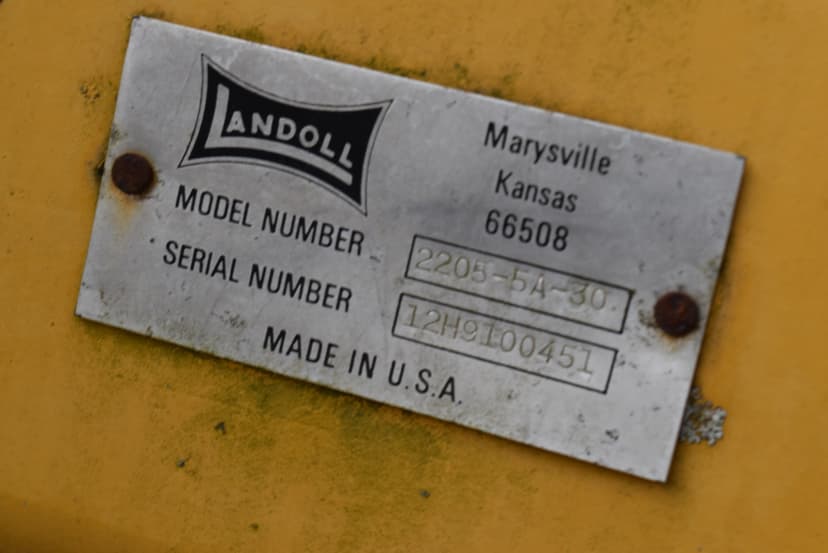 LANDOLL
Marysville
Kansas
66508
MODEL NUMBER 2205-5A-30
SERIAL NUMBER 12H9100451
MADE IN U.S.A.